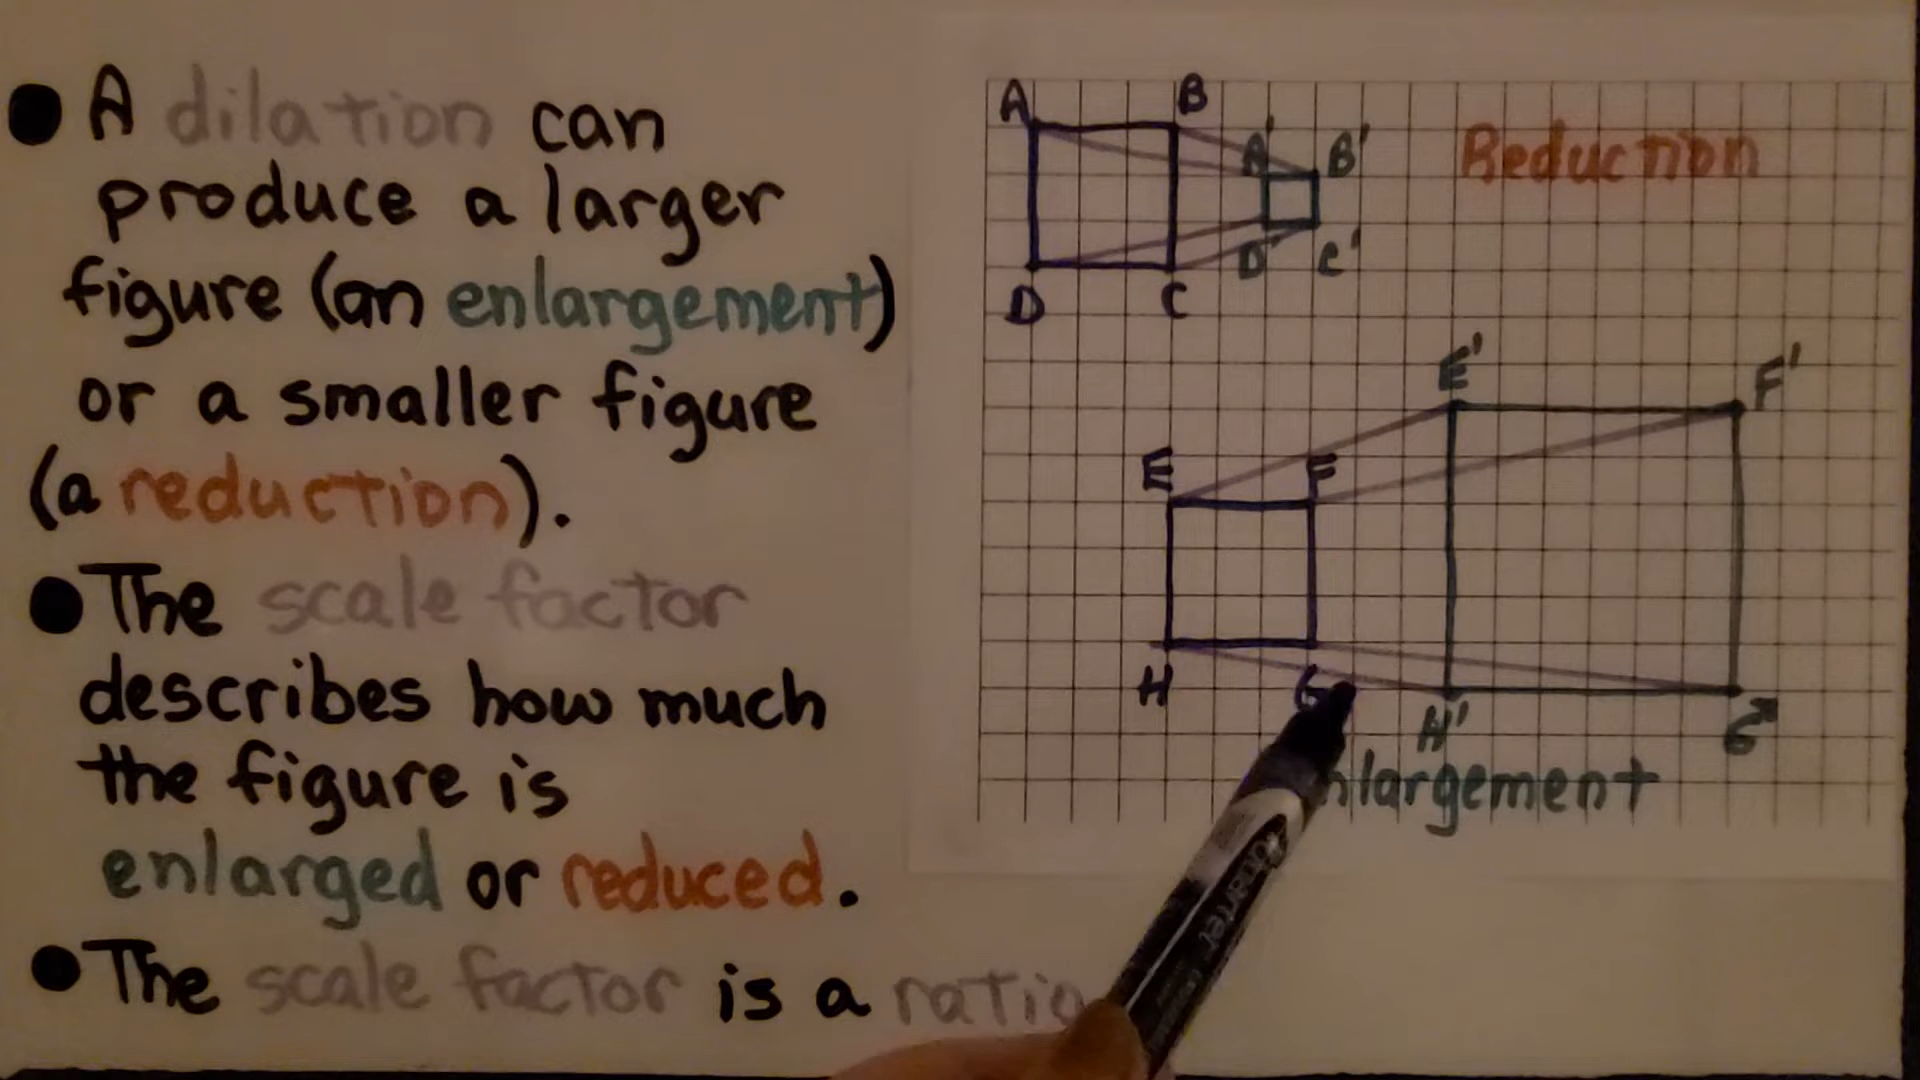 ● A dilation can
produce a larger
figure (an enlargement)
or a smaller figure
(a reduction).
● The scale factor
describes how much
the figure is
enlarged or reduced.
● The scale factor is a ratio
A B
A' B'
Reduction
D' C'
D C
E' F'
E F
H G
H' G'
nlargement